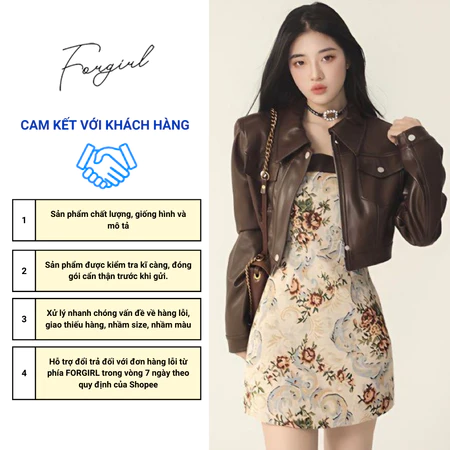 Forgirl
CAM KẾT VỚI KHÁCH HÀNG
1
Sản phẩm chất lượng, giống hình và
mô tả
2
Sản phẩm được kiểm tra kĩ càng, đóng
gói cẩn thận trước khi gửi.
3
Xử lý nhanh chóng vấn đề về hàng lỗi,
giao thiếu hàng, nhầm size, nhầm màu
4
Hỗ trợ đổi trả đối với đơn hàng lỗi từ
phía FORGIRL trong vòng 7 ngày theo
quy định của Shopee